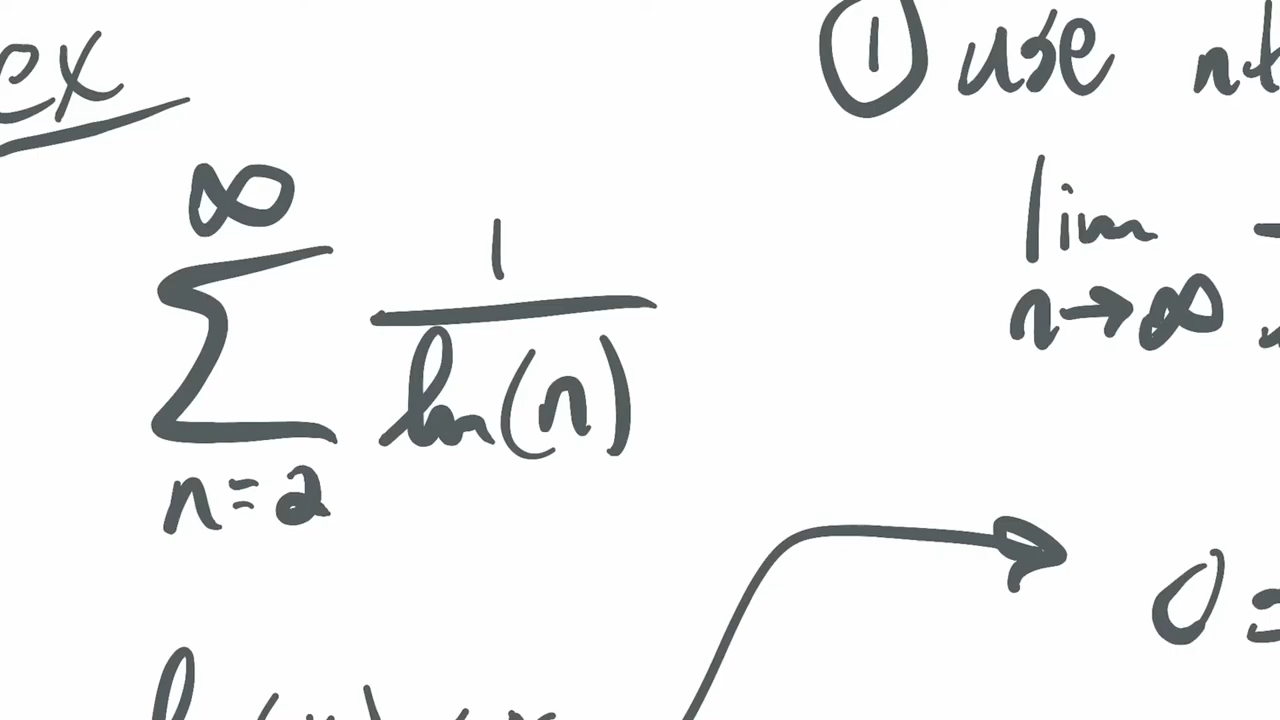 ex
∞
Σ 1/ln(n)
n=2
① use
lim
n→∞
0 =